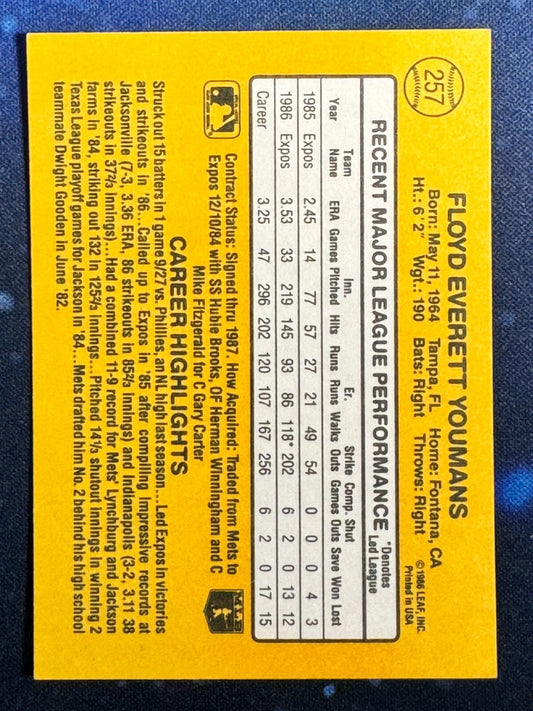 257
FLOYD EVERETT YOUMANS
Born: May 11, 1964 Tampa, FL Home: Fontana, CA
Ht.: 6'2" Wgt.: 190 Bats: Right Throws: Right
© 1986 LEAF, INC.
Printed in USA
RECENT MAJOR LEAGUE PERFORMANCE
*Denotes
Led League
Team Inn. Er. Strike Comp. Shut
Year Name ERA Games Pitched Hits Runs Runs Walks Outs Games Outs Save Won Lost
1985 Expos 2.45 14 77 57 27 21 49 54 0 0 0 4 3
1986 Expos 3.53 33 219 145 93 86 118* 202 6 2 0 13 12
Career 3.25 47 296 202 120 107 167 256 6 2 0 17 15
Contract Status: Signed thru 1987. How Acquired: Traded from Mets to
Expos 12/10/84 with SS Hubie Brooks, OF Herman Winningham and C
Mike Fitzgerald for C Gary Carter
CAREER HIGHLIGHTS
Struck out 15 batters in 1 game 9/27 vs. Phillies, an NL high last season...Led Expos in victories
and strikeouts in '86...Called up to Expos in '85 after compiling impressive records at
Jacksonville (7-3, 3.36 ERA, 86 strikeouts in 85⅔ innings) and Indianapolis (3-2, 3.11 38
strikeouts in 37⅔ innings)...Had a combined 11-9 record for Mets' Lynchburg and Jackson
farms in '84, striking out 132 in 125⅔ innings...Pitched 14⅓ shutout innings in winning 2
Texas League playoff games for Jackson in '84...Mets drafted him No. 2 behind his high school
teammate Dwight Gooden in June '82.